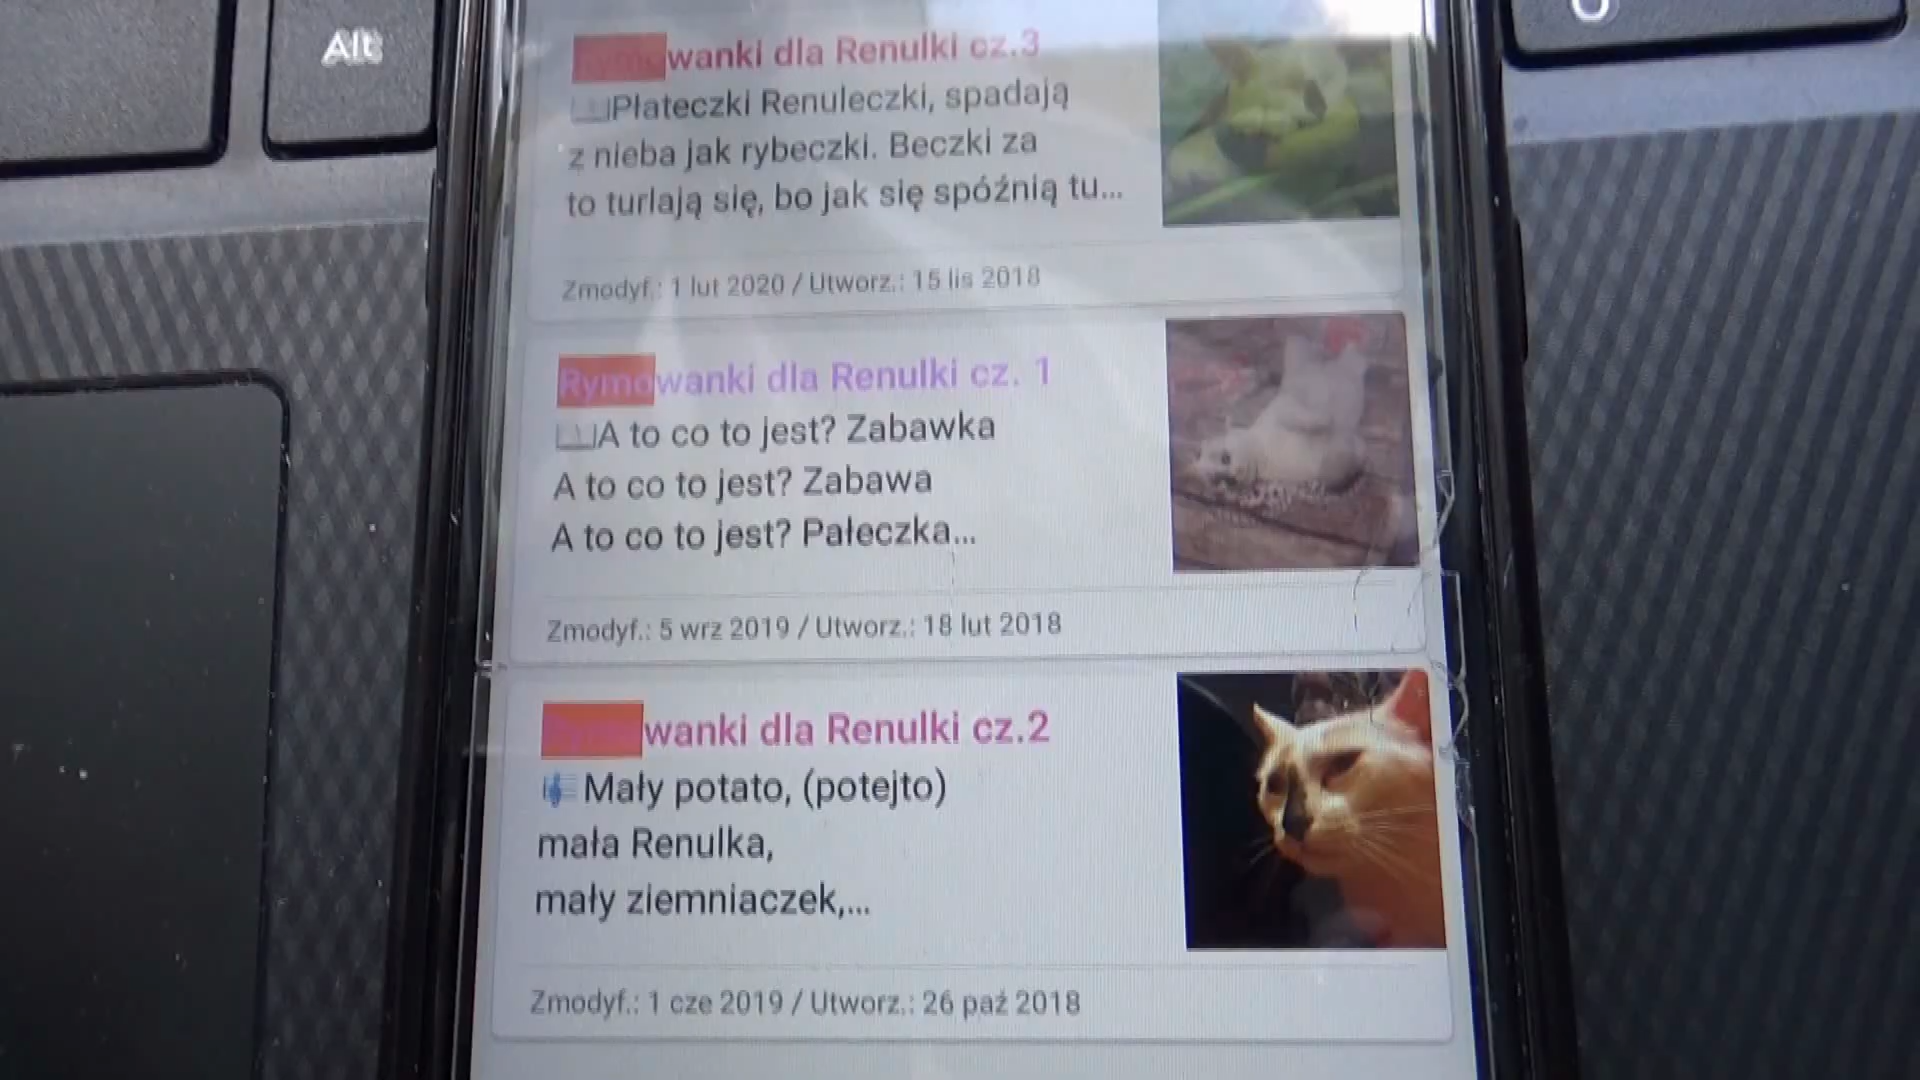 Alt
Rymowanki dla Renulki cz.3
Płateczki Renuleczki, spadają
z nieba jak rybeczki. Beczki za
to turlają się, bo jak się spóźnią tu...
Zmodyf.: 1 lut 2020 / Utworz.: 15 lis 2018
Rymowanki dla Renulki cz. 1
A to co to jest? Zabawka
A to co to jest? Zabawa
A to co to jest? Pałeczka...
Zmodyf.: 5 wrz 2019 / Utworz.: 18 lut 2018
Rymowanki dla Renulki cz.2
Mały potato, (potejto)
mała Renulka,
mały ziemniaczek,...
Zmodyf.: 1 cze 2019 / Utworz.: 26 paź 2018